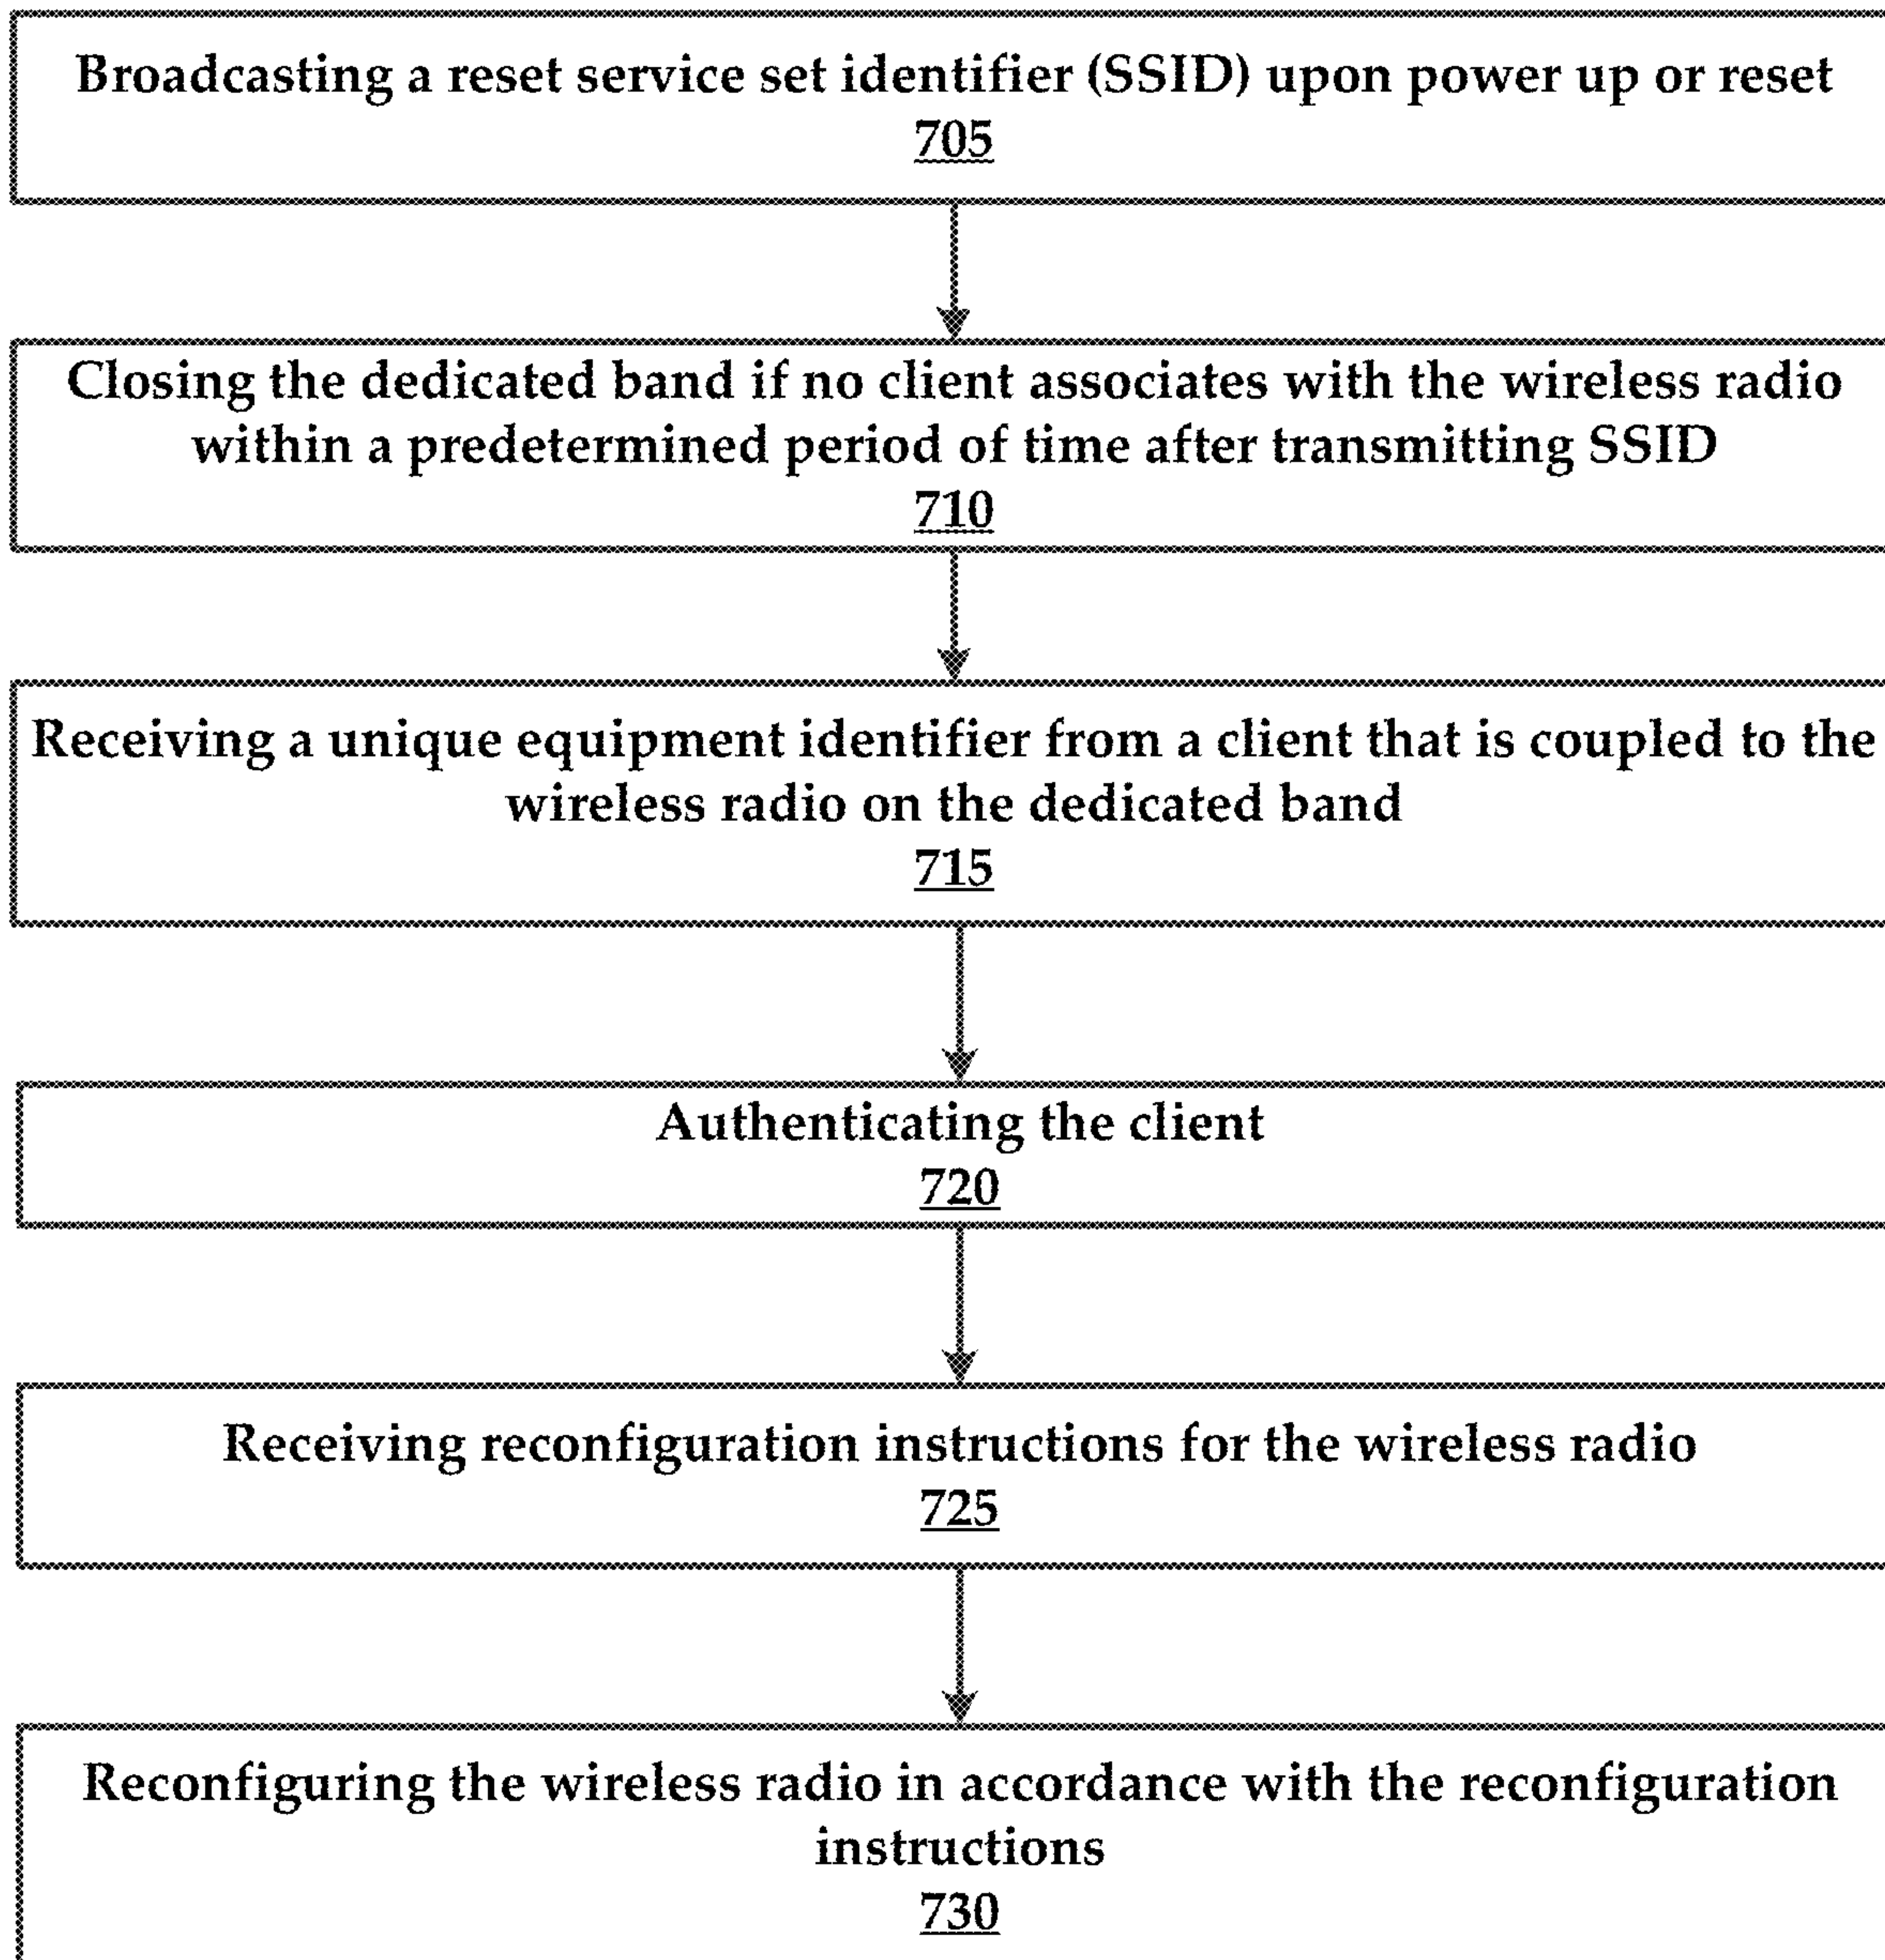 Broadcasting a reset service set identifier (SSID) upon power up or reset
705
Closing the dedicated band if no client associates with the wireless radio
within a predetermined period of time after transmitting SSID
710
Receiving a unique equipment identifier from a client that is coupled to the
wireless radio on the dedicated band
715
Authenticating the client
720
Receiving reconfiguration instructions for the wireless radio
725
Reconfiguring the wireless radio in accordance with the reconfiguration
instructions
730